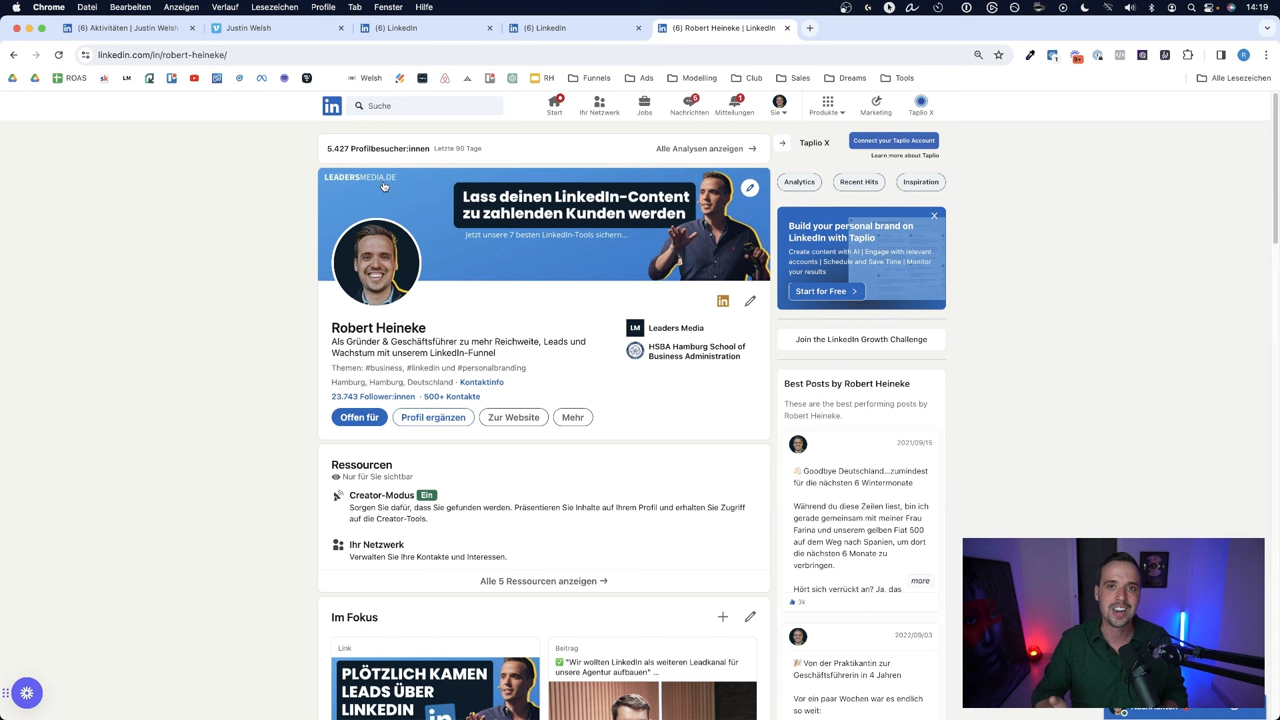 Chrome Ablage Bearbeiten Anzeigen Verlauf Lesezeichen Profile Tab Fenster Hilfe
14:19
(6) Aktivitäten | Justin Welsh
Justin Welsh
(6) LinkedIn
(6) LinkedIn
(6) Robert Heineke | LinkedIn
linkedin.com/in/robert-heineke/
ROAS
Welsh
RH
Funnels
Ads
Modelling
Club
Sales
Dreams
Tools
Alle Lesezeichen
Suche
Start
Ihr Netzwerk
Jobs
Nachrichten
Mitteilungen
Sie
Produkte
Marketing
Taplio X
5.427 Profilbesucher:innen Letzte 90 Tage
Alle Analysen anzeigen →
LEADERSMEDIA.DE
Lass deinen LinkedIn-Content
zu zahlenden Kunden werden
Jetzt unsere 7 besten LinkedIn-Tools sichern...
Robert Heineke
Als Gründer & Geschäftsführer zu mehr Reichweite, Leads und
Wachstum mit unserem LinkedIn-Funnel
Themen: #business, #linkedin und #personalbranding
Hamburg, Hamburg, Deutschland · Kontaktinfo
23.743 Follower:innen · 500+ Kontakte
Offen für
Profil ergänzen
Zur Website
Mehr
LM Leaders Media
HSBA Hamburg School of
Business Administration
Ressourcen
Nur für Sie sichtbar
Creator-Modus Ein
Sorgen Sie dafür, dass Sie gefunden werden. Präsentieren Sie Inhalte auf Ihrem Profil und erhalten Sie Zugriff
auf die Creator-Tools.
Ihr Netzwerk
Verwalten Sie Ihre Kontakte und Interessen.
Alle 5 Ressourcen anzeigen →
Im Fokus
Link
PLÖTZLICH KAMEN
LEADS ÜBER
LINKEDIN
Beitrag
✅ "Wir wollten LinkedIn als weiteren Leadkanal für
unsere Agentur aufbauen" ...
Taplio X
Connect your Taplio Account
Learn more about Taplio
Analytics
Recent Hits
Inspiration
Build your personal brand on
LinkedIn with Taplio
Create content with AI | Engage with relevant
accounts | Schedule and Save Time | Monitor
your results
Start for Free >
Join the LinkedIn Growth Challenge
Best Posts by Robert Heineke
These are the best performing posts by
Robert Heineke.
2021/09/15
👋🏻 Goodbye Deutschland...zumindest
für die nächsten 6 Wintermonate
Während du diese Zeilen liest, bin ich
gerade gemeinsam mit meiner Frau
Farina und unserem gelben Fiat 500
auf dem Weg nach Spanien, um dort
die nächsten 6 Monate zu
verbringen.
Hört sich verrückt an? Ja, das
more
3k
2022/09/03
🎉 Von der Praktikantin zur
Geschäftsführerin in 4 Jahren
Vor ein paar Wochen war es endlich
so weit: